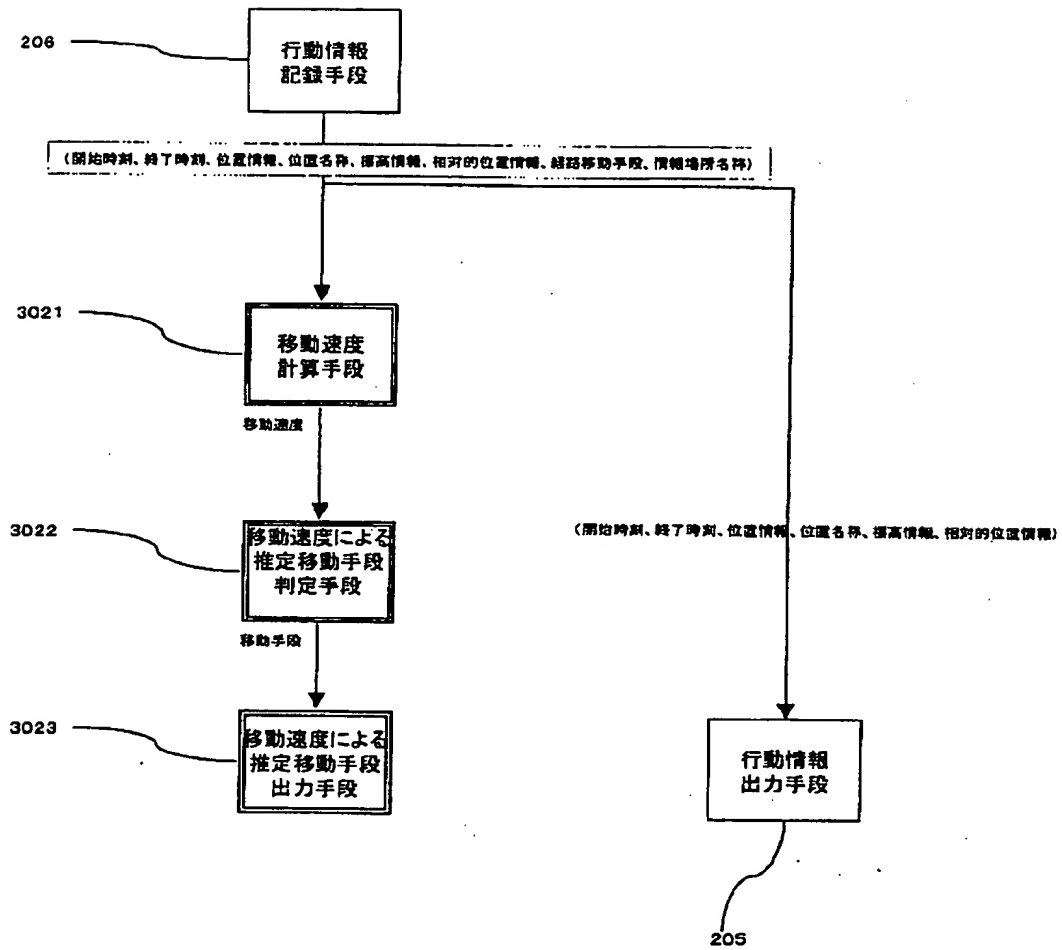 206
行動情報
記録手段
(開始時刻、終了時刻、位置情報、位置名称、標高情報、相対的位置情報、経路移動手段、情報場所名称)
3021
移動速度
計算手段
移動速度
3022
移動速度による
推定移動手段
判定手段
(開始時刻、終了時刻、位置情報、位置名称、標高情報、相対的位置情報)
移動手段
3023
移動速度による
推定移動手段
出力手段
行動情報
出力手段
205